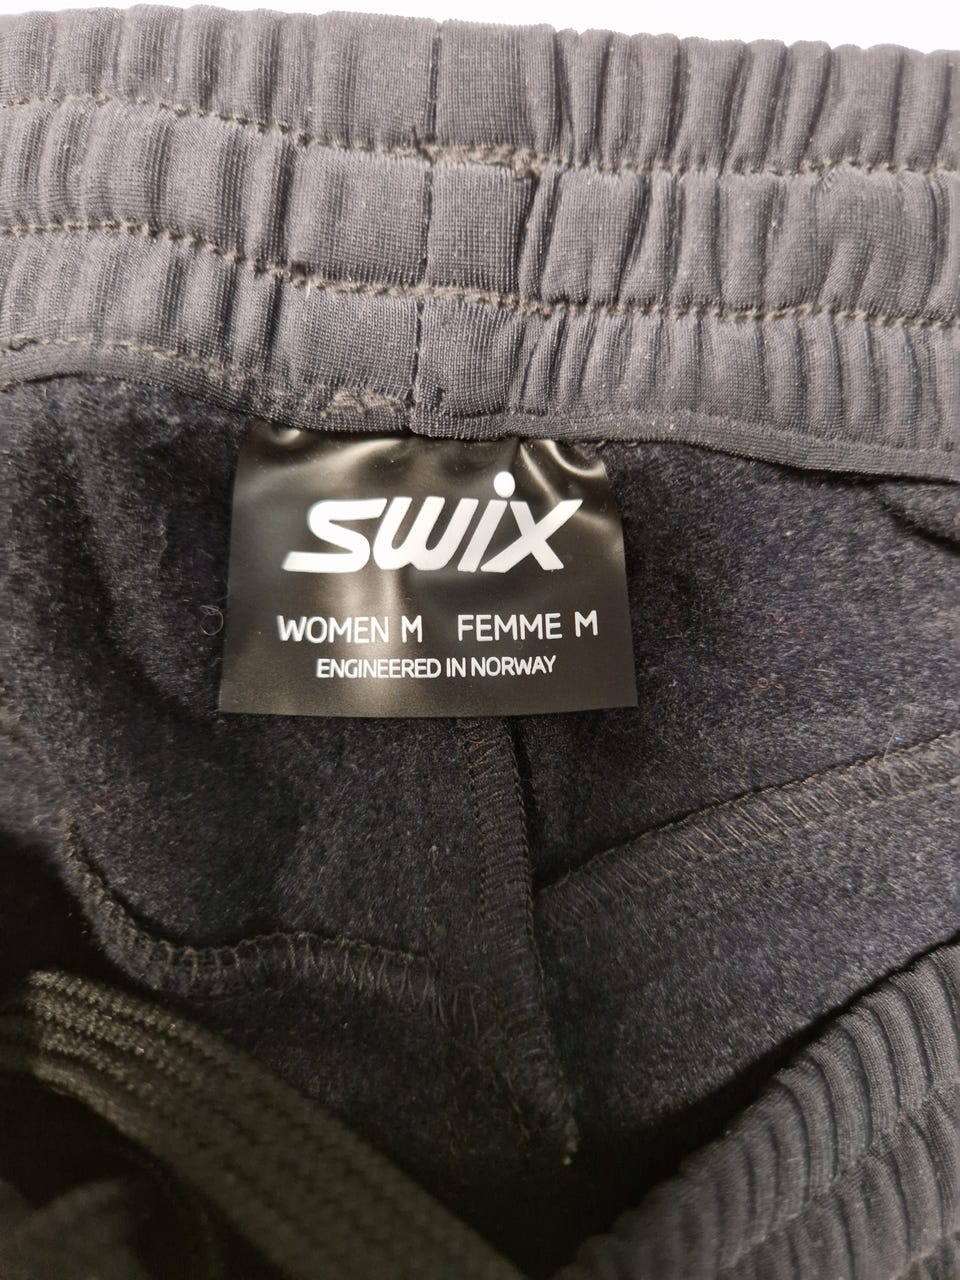 swix
WOMEN M FEMME M
ENGINEERED IN NORWAY